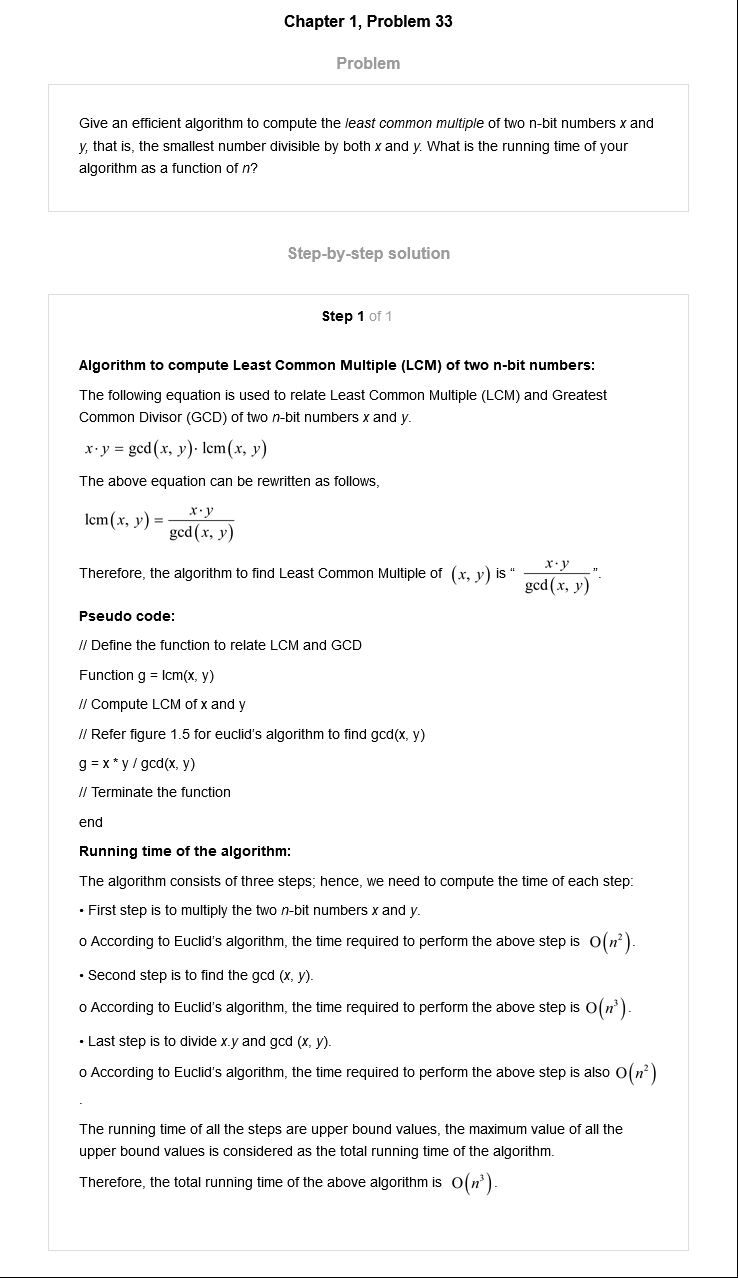 Chapter 1, Problem 33
Problem
Give an efficient algorithm to compute the least common multiple of two n-bit numbers x and
y, that is, the smallest number divisible by both x and y. What is the running time of your
algorithm as a function of n?
Step-by-step solution
Step 1 of 1
Algorithm to compute Least Common Multiple (LCM) of two n-bit numbers:
The following equation is used to relate Least Common Multiple (LCM) and Greatest
Common Divisor (GCD) of two n-bit numbers x and y.
x·y = gcd(x, y)·lcm(x, y)
The above equation can be rewritten as follows,
lcm(x, y) = x·y / gcd(x, y)
Therefore, the algorithm to find Least Common Multiple of (x, y) is “ x·y / gcd(x, y) ”.
Pseudo code:
// Define the function to relate LCM and GCD
Function g = lcm(x, y)
// Compute LCM of x and y
// Refer figure 1.5 for euclid’s algorithm to find gcd(x, y)
g = x * y / gcd(x, y)
// Terminate the function
end
Running time of the algorithm:
The algorithm consists of three steps; hence, we need to compute the time of each step:
• First step is to multiply the two n-bit numbers x and y.
o According to Euclid’s algorithm, the time required to perform the above step is O(n²).
• Second step is to find the gcd (x, y).
o According to Euclid’s algorithm, the time required to perform the above step is O(n³).
• Last step is to divide x.y and gcd (x, y).
o According to Euclid’s algorithm, the time required to perform the above step is also O(n²)
.
The running time of all the steps are upper bound values, the maximum value of all the
upper bound values is considered as the total running time of the algorithm.
Therefore, the total running time of the above algorithm is O(n³).